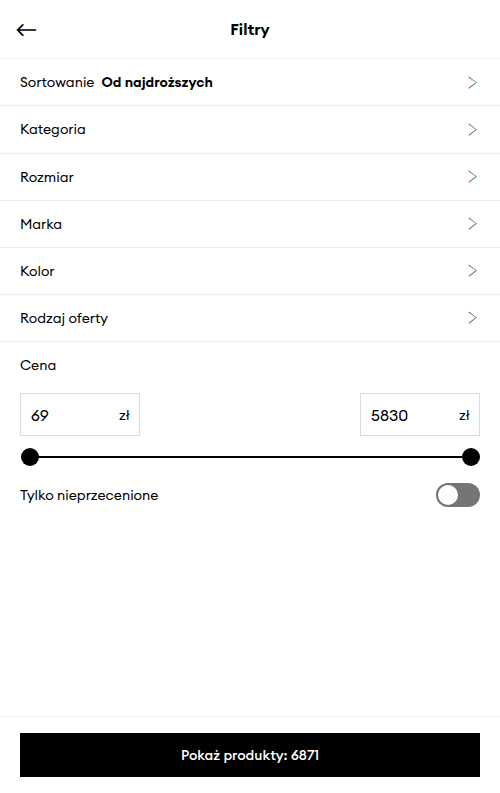 Filtry
Sortowanie Od najdroższych
Kategoria
Rozmiar
Marka
Kolor
Rodzaj oferty
Cena
69 zł 5830 zł
Tylko nieprzecenione
Pokaż produkty: 6871